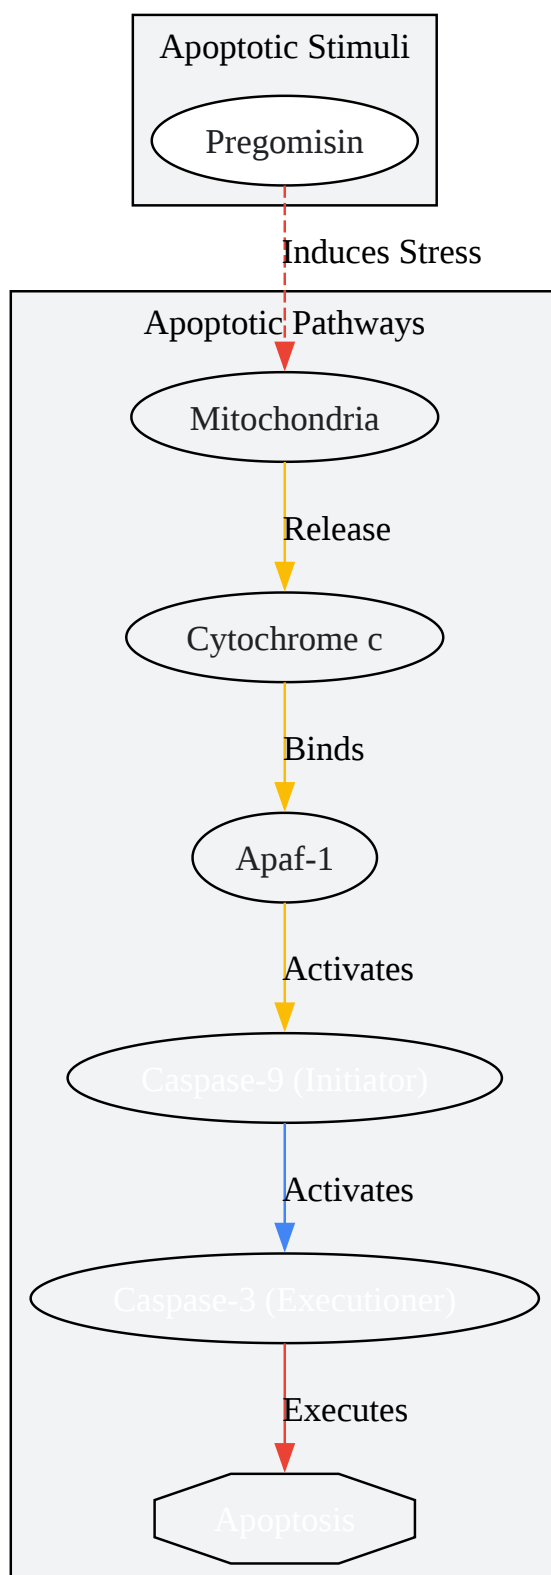 Apoptotic Stimuli
Pregomisin
Induces Stress
Apoptotic Pathways
Mitochondria
Release
Cytochrome c
Binds
Apaf-1
Activates
Caspase-9 (Initiator)
Activates
Caspase-3 (Executioner)
Executes
Apoptosis